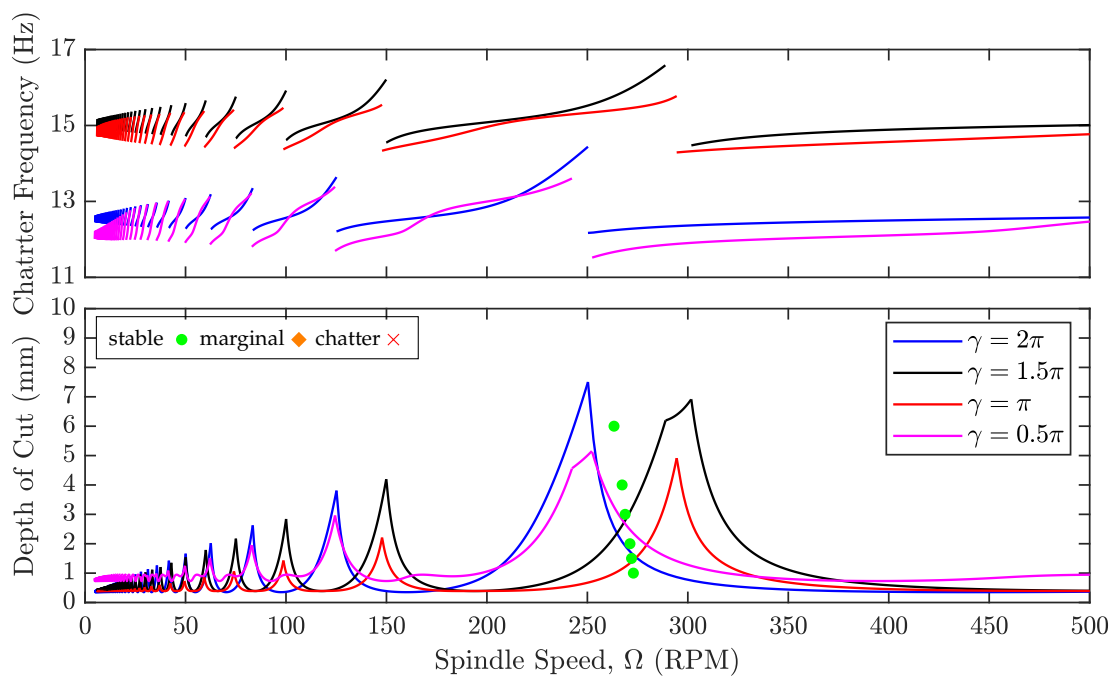 Chatrter Frequency (Hz)
17
15
13
11
Depth of Cut (mm)
10
9
8
7
6
5
4
3
2
1
0
stable marginal chatter
γ = 2π
γ = 1.5π
γ = π
γ = 0.5π
0 50 100 150 200 250 300 350 400 450 500
Spindle Speed, Ω (RPM)